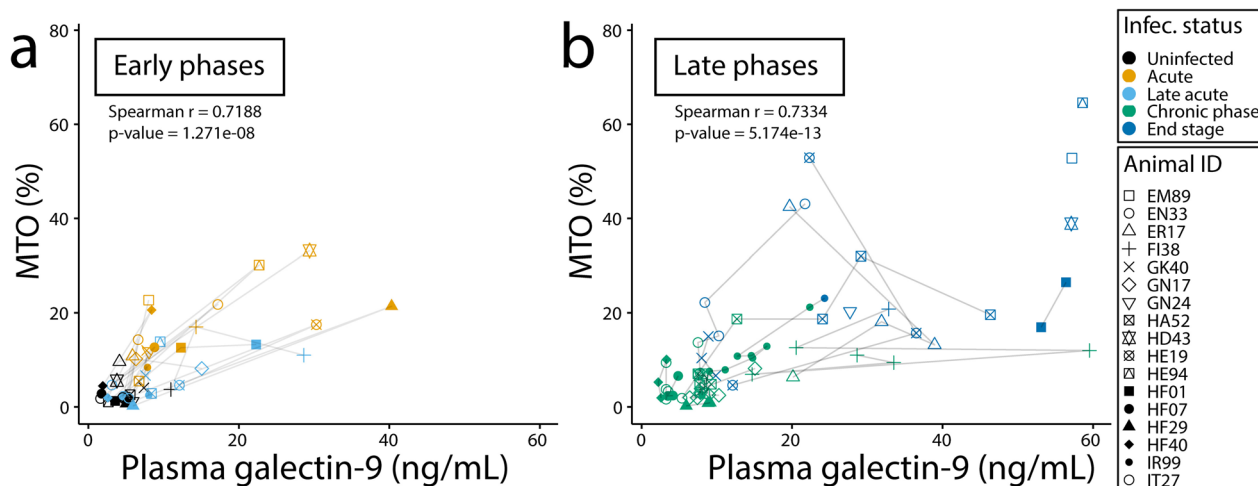 a
Early phases
Spearman r = 0.7188
p-value = 1.271e-08
MTO (%)
80
60
40
20
0
0 20 40 60
Plasma galectin-9 (ng/mL)
b
Late phases
Spearman r = 0.7334
p-value = 5.174e-13
MTO (%)
80
60
40
20
0
0 20 40 60
Plasma galectin-9 (ng/mL)
Infec. status
Uninfected
Acute
Late acute
Chronic phase
End stage
Animal ID
EM89
EN33
ER17
FI38
GK40
GN17
GN24
HA52
HD43
HE19
HE94
HF01
HF07
HF29
HF40
IR99
IT27